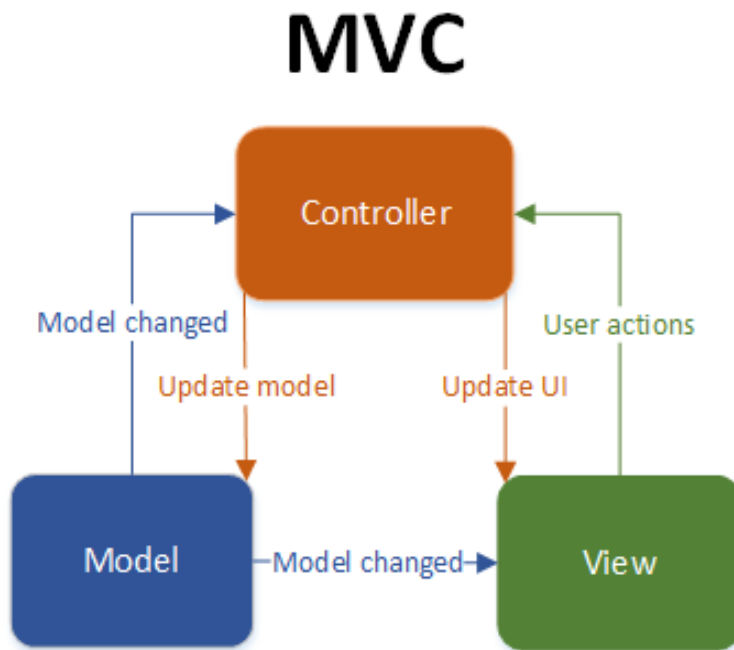 MVC
Controller
Model changed
User actions
Update model
Update UI
Model
Model changed
View